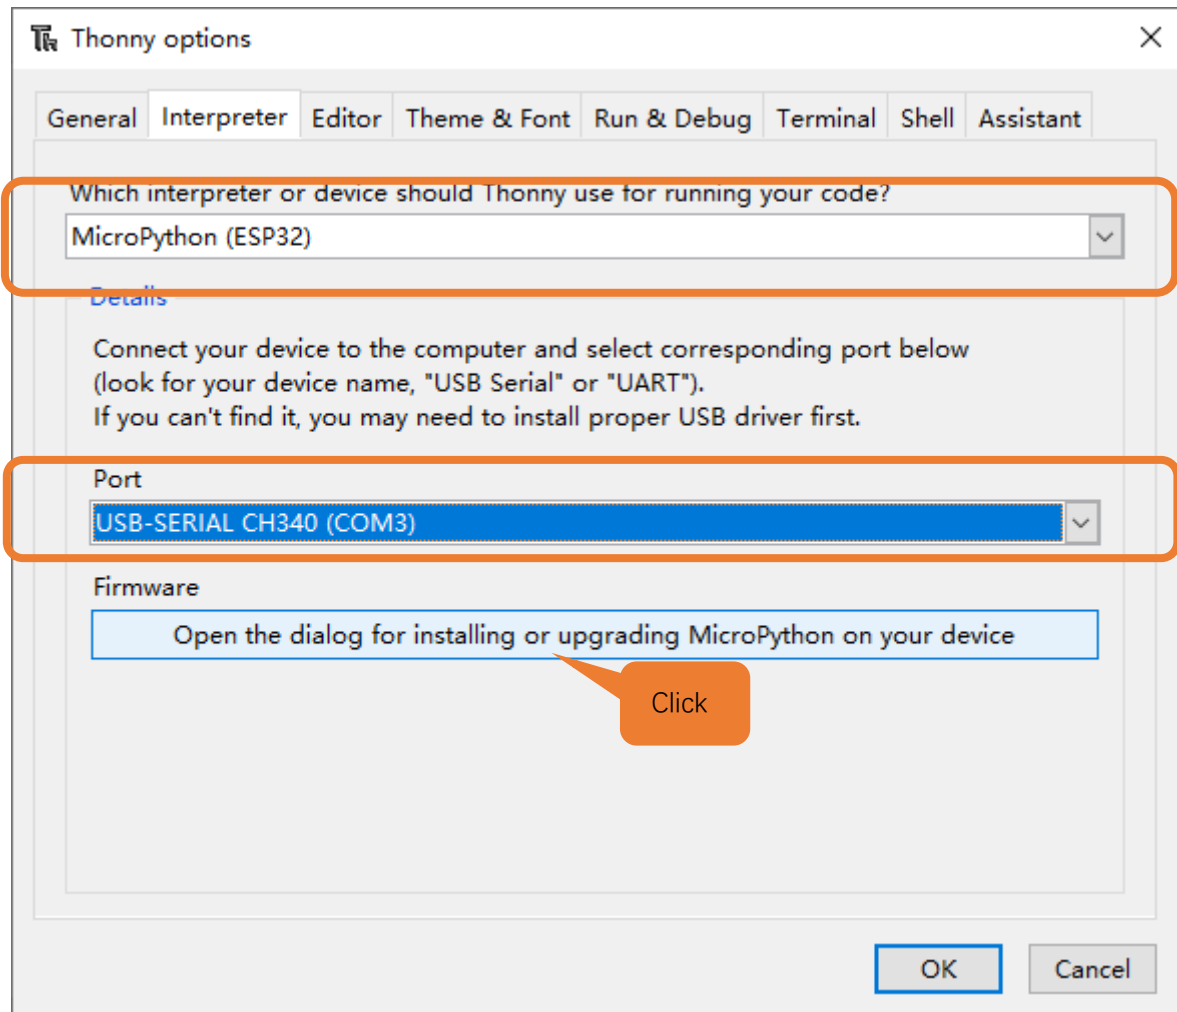 Thonny options
General Interpreter Editor Theme & Font Run & Debug Terminal Shell Assistant
Which interpreter or device should Thonny use for running your code?
MicroPython (ESP32)
Details
Connect your device to the computer and select corresponding port below
(look for your device name, "USB Serial" or "UART").
If you can't find it, you may need to install proper USB driver first.
Port
USB-SERIAL CH340 (COM3)
Firmware
Open the dialog for installing or upgrading MicroPython on your device
Click
OK Cancel